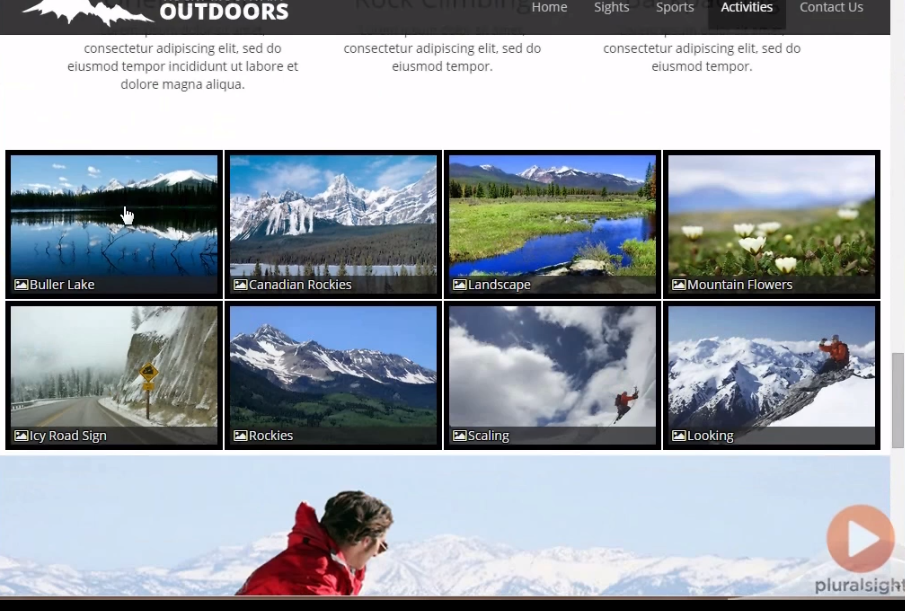 OUTDOORS
Home Sights Sports Activities Contact Us
Rock Climbing
consectetur adipiscing elit, sed do
eiusmod tempor incididunt ut labore et
dolore magna aliqua.
consectetur adipiscing elit, sed do
eiusmod tempor.
consectetur adipiscing elit, sed do
eiusmod tempor.
Buller Lake
Canadian Rockies
Landscape
Mountain Flowers
Icy Road Sign
Rockies
Scaling
Looking
pluralsight